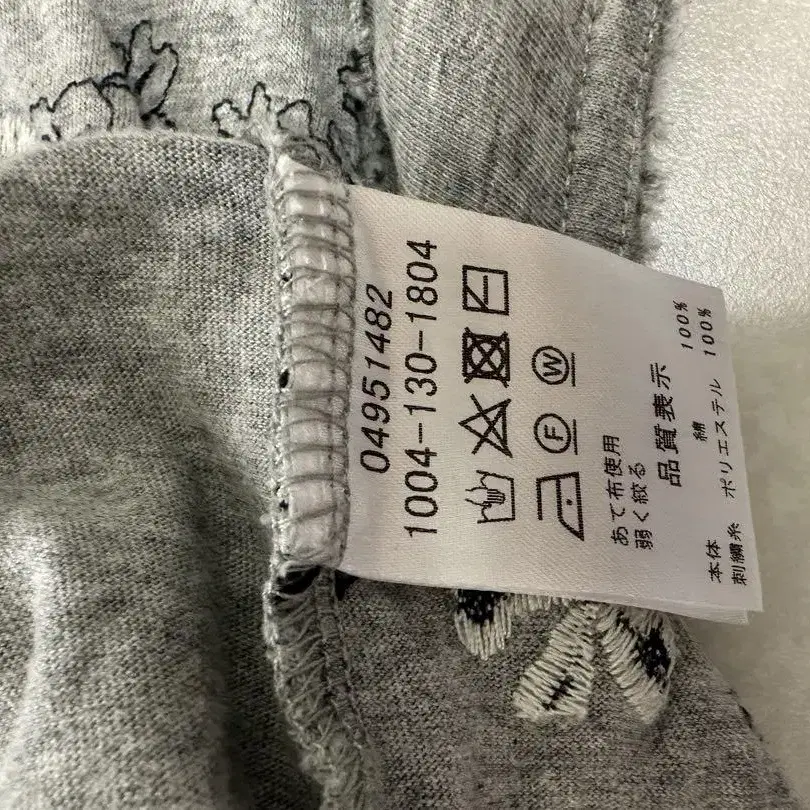 04951482
1004-130-1804
F W
あて布使用
弱く絞る
品質表示
本体 綿 100%
刺繍糸 ポリエステル 100%